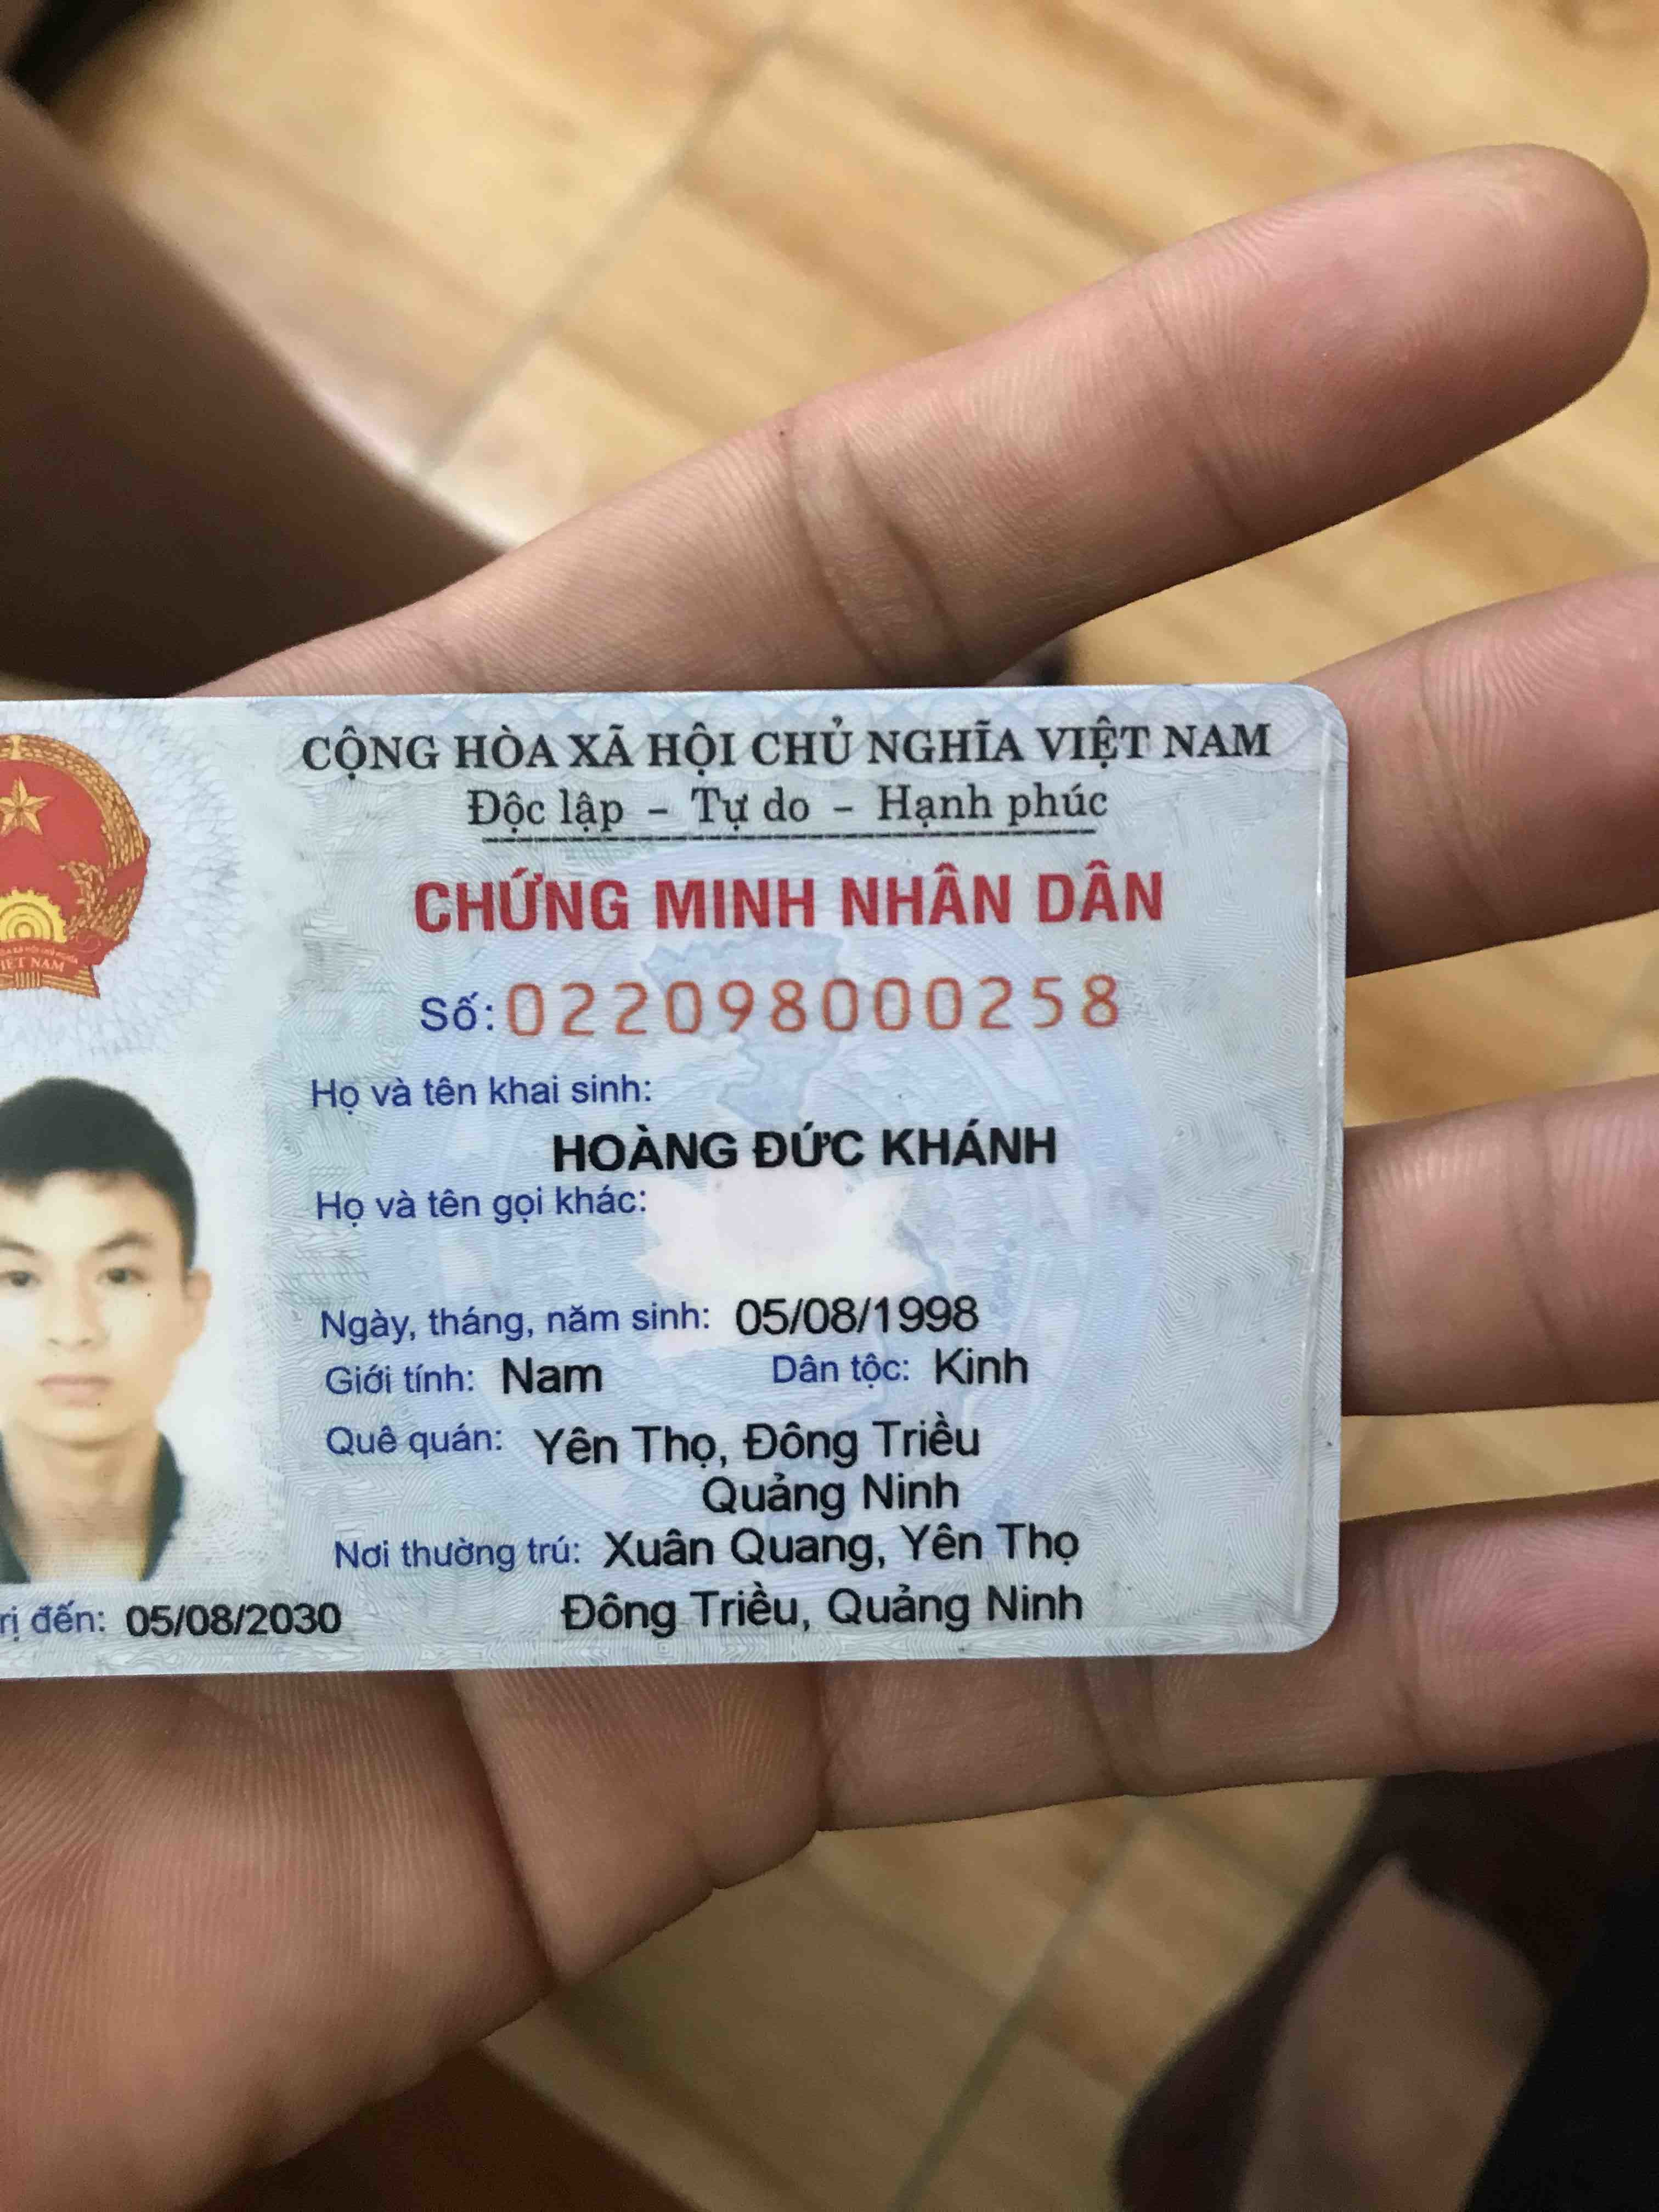 CỘNG HÒA XÃ HỘI CHỦ NGHĨA VIỆT NAM
Độc lập - Tự do - Hạnh phúc
CHỨNG MINH NHÂN DÂN
VIỆT NAM
Số: 022098000258
Họ và tên khai sinh:
HOÀNG ĐỨC KHÁNH
Họ và tên gọi khác:
Ngày, tháng, năm sinh: 05/08/1998
Giới tính: Nam Dân tộc: Kinh
Quê quán: Yên Thọ, Đông Triều
Quảng Ninh
Nơi thường trú: Xuân Quang, Yên Thọ
Đông Triều, Quảng Ninh
rị đến: 05/08/2030